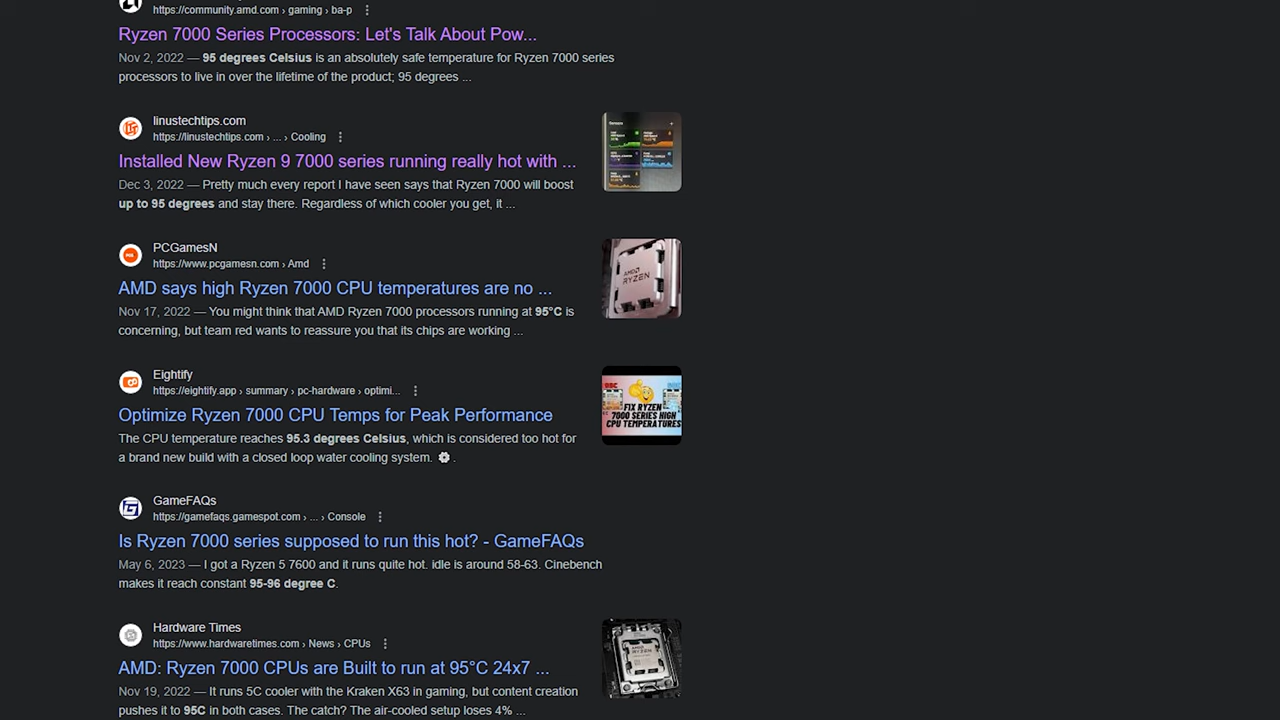 https://community.amd.com › gaming › ba-p
Ryzen 7000 Series Processors: Let's Talk About Pow...
Nov 2, 2022 — 95 degrees Celsius is an absolutely safe temperature for Ryzen 7000 series
processors to live in over the lifetime of the product; 95 degrees ...
linustechtips.com
https://linustechtips.com › ... › Cooling
Installed New Ryzen 9 7000 series running really hot with ...
Dec 3, 2022 — Pretty much every report I have seen says that Ryzen 7000 will boost
up to 95 degrees and stay there. Regardless of which cooler you get, it ...
PCGamesN
https://www.pcgamesn.com › Amd
AMD says high Ryzen 7000 CPU temperatures are no ...
Nov 17, 2022 — You might think that AMD Ryzen 7000 processors running at 95°C is
concerning, but team red wants to reassure you that its chips are working ...
AMD
RYZEN
Eightify
https://eightify.app › summary › pc-hardware › optimi...
Optimize Ryzen 7000 CPU Temps for Peak Performance
The CPU temperature reaches 95.3 degrees Celsius, which is considered too hot for
a brand new build with a closed loop water cooling system. ⚙ .
FIX RYZEN
7000 SERIES HIGH
CPU TEMPERATURES
GameFAQs
https://gamefaqs.gamespot.com › ... › Console
Is Ryzen 7000 series supposed to run this hot? - GameFAQs
May 6, 2023 — I got a Ryzen 5 7600 and it runs quite hot. idle is around 58-63. Cinebench
makes it reach constant 95-96 degree C.
Hardware Times
https://www.hardwaretimes.com › News › CPUs
AMD: Ryzen 7000 CPUs are Built to run at 95°C 24x7 ...
Nov 19, 2022 — It runs 5C cooler with the Kraken X63 in gaming, but content creation
pushes it to 95C in both cases. The catch? The air-cooled setup loses 4% ...
AMD
RYZEN